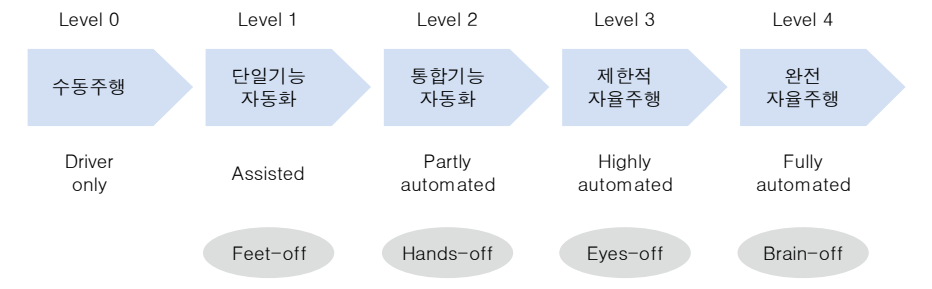 Level 0
Level 1
Level 2
Level 3
Level 4
수동주행
단일기능
자동화
통합기능
자동화
제한적
자율주행
완전
자율주행
Driver
only
Assisted
Partly
automated
Highly
automated
Fully
automated
Feet-off
Hands-off
Eyes-off
Brain-off